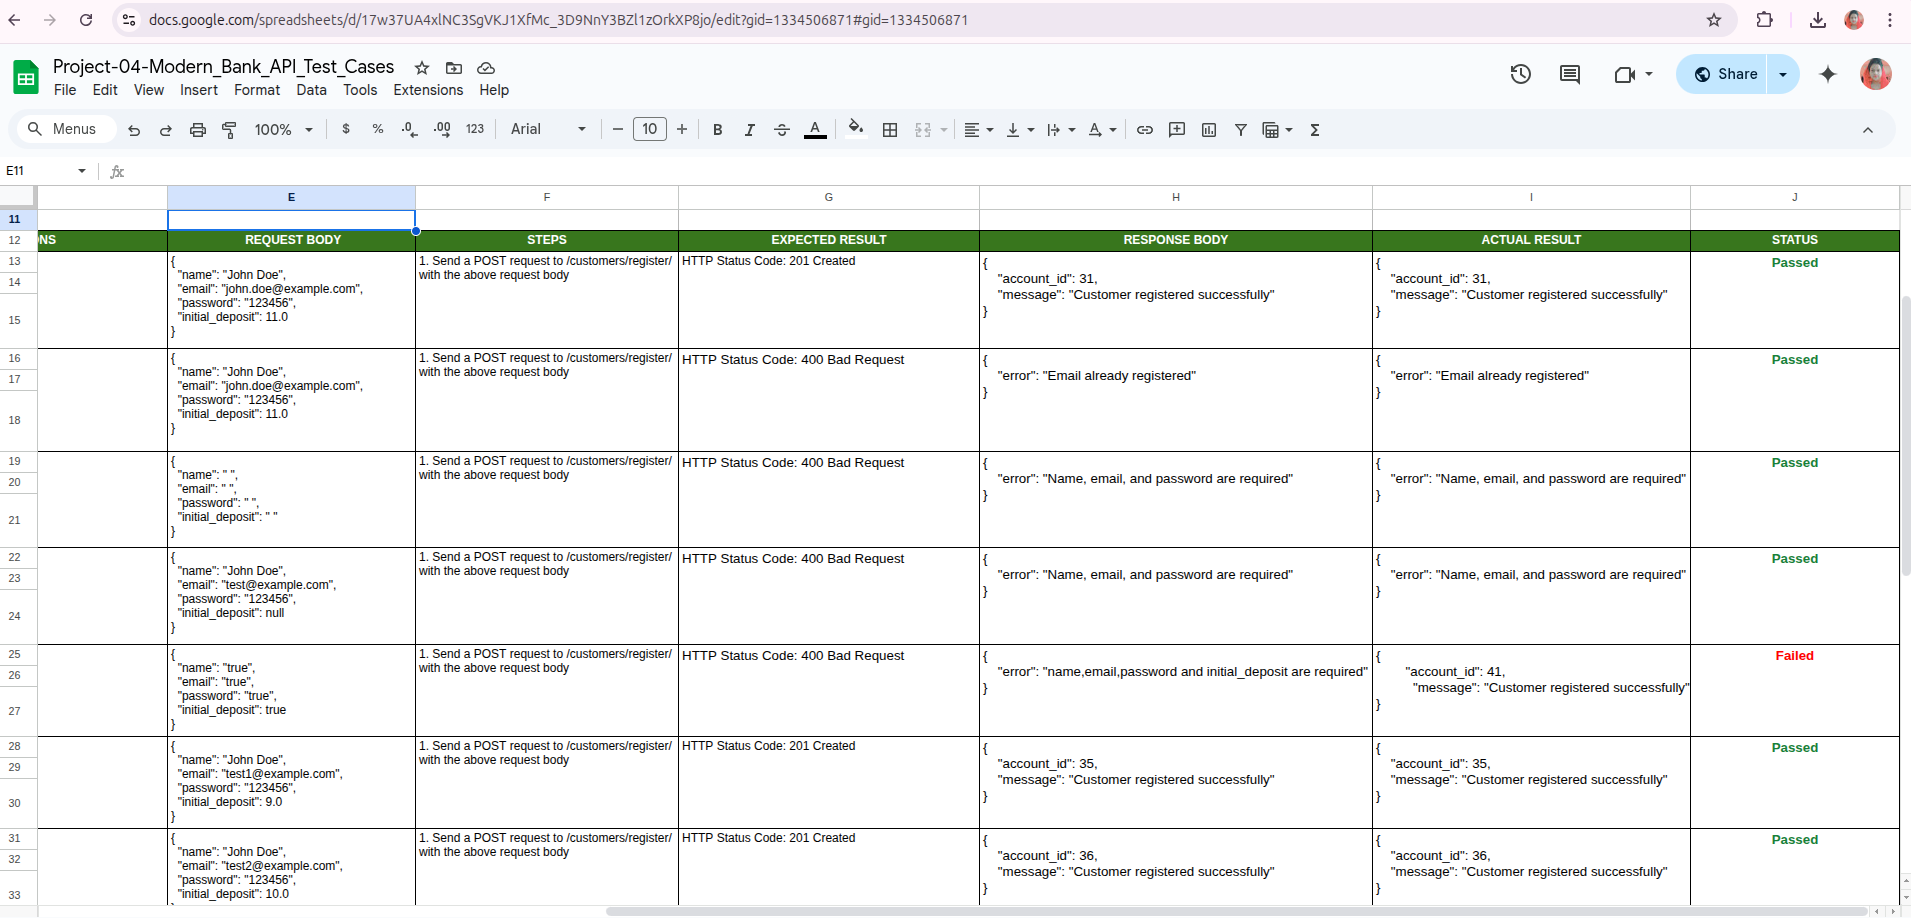 docs.google.com/spreadsheets/d/17w37UA4xlNC3SgVKJ1XfMc_3D9NnY3BZl1zOrkXP8jo/edit?gid=1334506871#gid=1334506871
Project-04-Modern_Bank_API_Test_Cases
File Edit View Insert Format Data Tools Extensions Help
Share
Menus 100% $ % .0 .00 123 Arial 10 B I A Σ
E11 fx
E F G H I J
11
12 ONS REQUEST BODY STEPS EXPECTED RESULT RESPONSE BODY ACTUAL RESULT STATUS
13
14
15
{
"name": "John Doe",
"email": "john.doe@example.com",
"password": "123456",
"initial_deposit": 11.0
}
1. Send a POST request to /customers/register/
with the above request body
HTTP Status Code: 201 Created
{
"account_id": 31,
"message": "Customer registered successfully"
}
{
"account_id": 31,
"message": "Customer registered successfully"
}
Passed
16
17
18
{
"name": "John Doe",
"email": "john.doe@example.com",
"password": "123456",
"initial_deposit": 11.0
}
1. Send a POST request to /customers/register/
with the above request body
HTTP Status Code: 400 Bad Request
{
"error": "Email already registered"
}
{
"error": "Email already registered"
}
Passed
19
20
21
{
"name": " ",
"email": " ",
"password": " ",
"initial_deposit": " "
}
1. Send a POST request to /customers/register/
with the above request body
HTTP Status Code: 400 Bad Request
{
"error": "Name, email, and password are required"
}
{
"error": "Name, email, and password are required"
}
Passed
22
23
24
{
"name": "John Doe",
"email": "test@example.com",
"password": "123456",
"initial_deposit": null
}
1. Send a POST request to /customers/register/
with the above request body
HTTP Status Code: 400 Bad Request
{
"error": "Name, email, and password are required"
}
{
"error": "Name, email, and password are required"
}
Passed
25
26
27
{
"name": "true",
"email": "true",
"password": "true",
"initial_deposit": true
}
1. Send a POST request to /customers/register/
with the above request body
HTTP Status Code: 400 Bad Request
{
"error": "name,email,password and initial_deposit are required"
}
{
"account_id": 41,
"message": "Customer registered successfully"
}
Failed
28
29
30
{
"name": "John Doe",
"email": "test1@example.com",
"password": "123456",
"initial_deposit": 9.0
}
1. Send a POST request to /customers/register/
with the above request body
HTTP Status Code: 201 Created
{
"account_id": 35,
"message": "Customer registered successfully"
}
{
"account_id": 35,
"message": "Customer registered successfully"
}
Passed
31
32
33
{
"name": "John Doe",
"email": "test2@example.com",
"password": "123456",
"initial_deposit": 10.0
1. Send a POST request to /customers/register/
with the above request body
HTTP Status Code: 201 Created
{
"account_id": 36,
"message": "Customer registered successfully"
}
{
"account_id": 36,
"message": "Customer registered successfully"
}
Passed